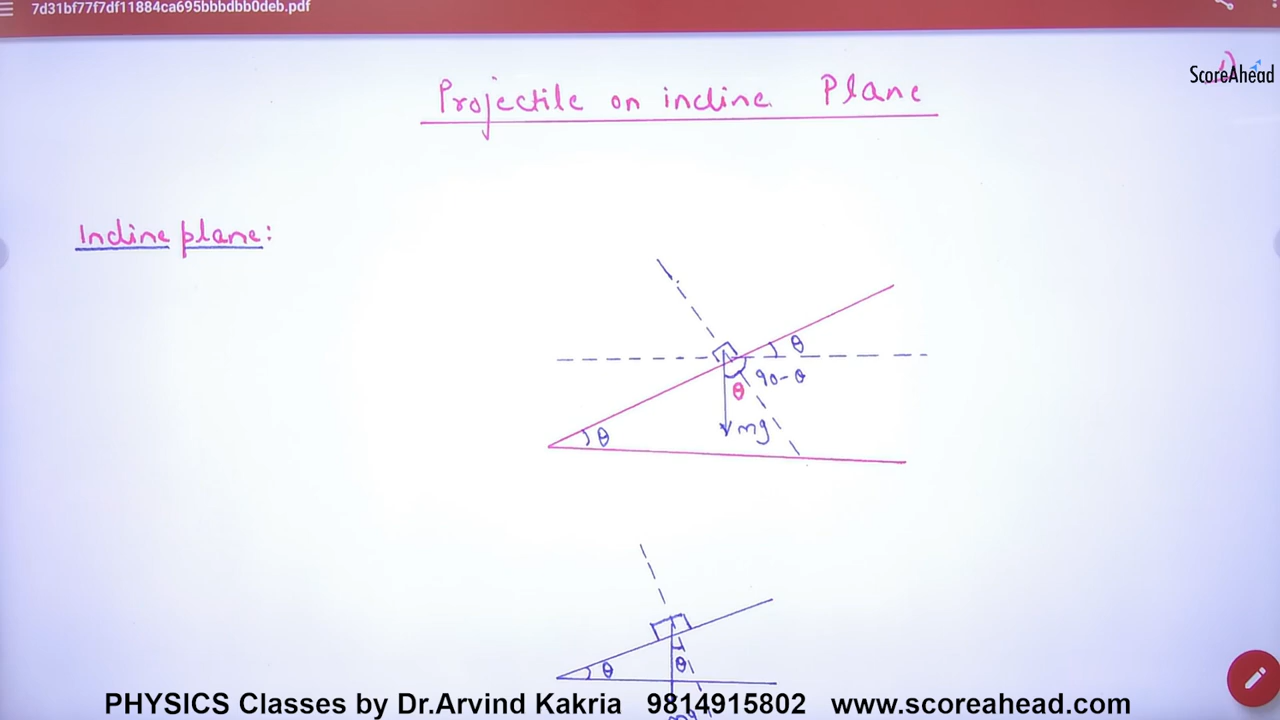 7d31bf77f7df11884ca695bbbdbb0deb.pdf
ScoreAhead
Projectile on incline Plane
Incline plane:
θ
90-θ
θ
mg
θ
θ
θ
mg
PHYSICS Classes by Dr.Arvind Kakria 9814915802 www.scoreahead.com